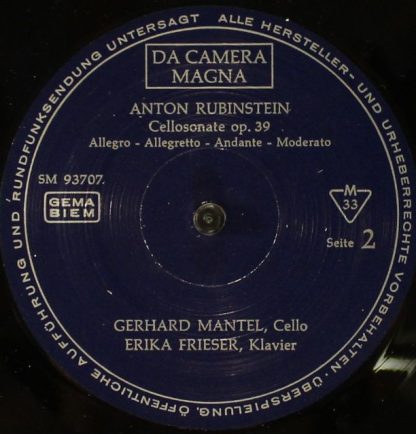 DA CAMERA
MAGNA
ANTON RUBINSTEIN
Cellosonate op. 39
Allegro - Allegretto - Andante - Moderato
SM 93707
GEMA
BIEM
M
33
Seite 2
GERHARD MANTEL, Cello
ERIKA FRIESER, Klavier
ALLE HERSTELLER- UND URHEBERRECHTE VORBEHALTEN · ÜBERSPIELUNG, ÖFFENTLICHE AUFFÜHRUNG UND RUNDFUNKSENDUNG UNTERSAGT